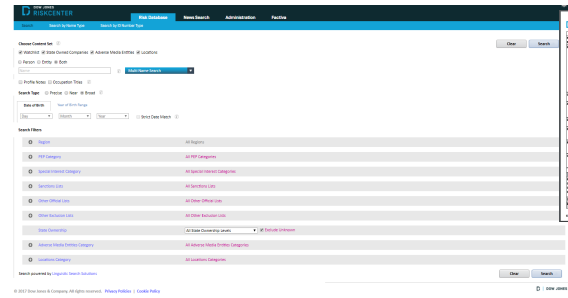 DOW JONES
RISKCENTER
Risk Database News Search Administration Factiva
Search Search by Name Type Search by ID Number Type
Choose Content Set
Clear Search
Watchlist State Owned Companies Adverse Media Entities Locations
Person Entity Both
Multi-Name Search
Profile Notes Occupation Titles
Search Type Precise Near Broad
Date of Birth Year of Birth Range
Day Month Year Strict Date Match
Search Filters
Region All Regions
PEP Category All PEP Categories
Special Interest Category All Special Interest Categories
Sanctions Lists All Sanctions Lists
Other Official Lists All Other Official Lists
Other Exclusion Lists All Other Exclusion Lists
State Ownership All State Ownership Levels Exclude Unknown
Adverse Media Entities Category All Adverse Media Entities Categories
Locations Category All Locations Categories
Search powered by Linguistic Search Solutions
Clear Search
© 2017 Dow Jones & Company, All rights reserved. Privacy Policies | Cookie Policy
DOW JONES